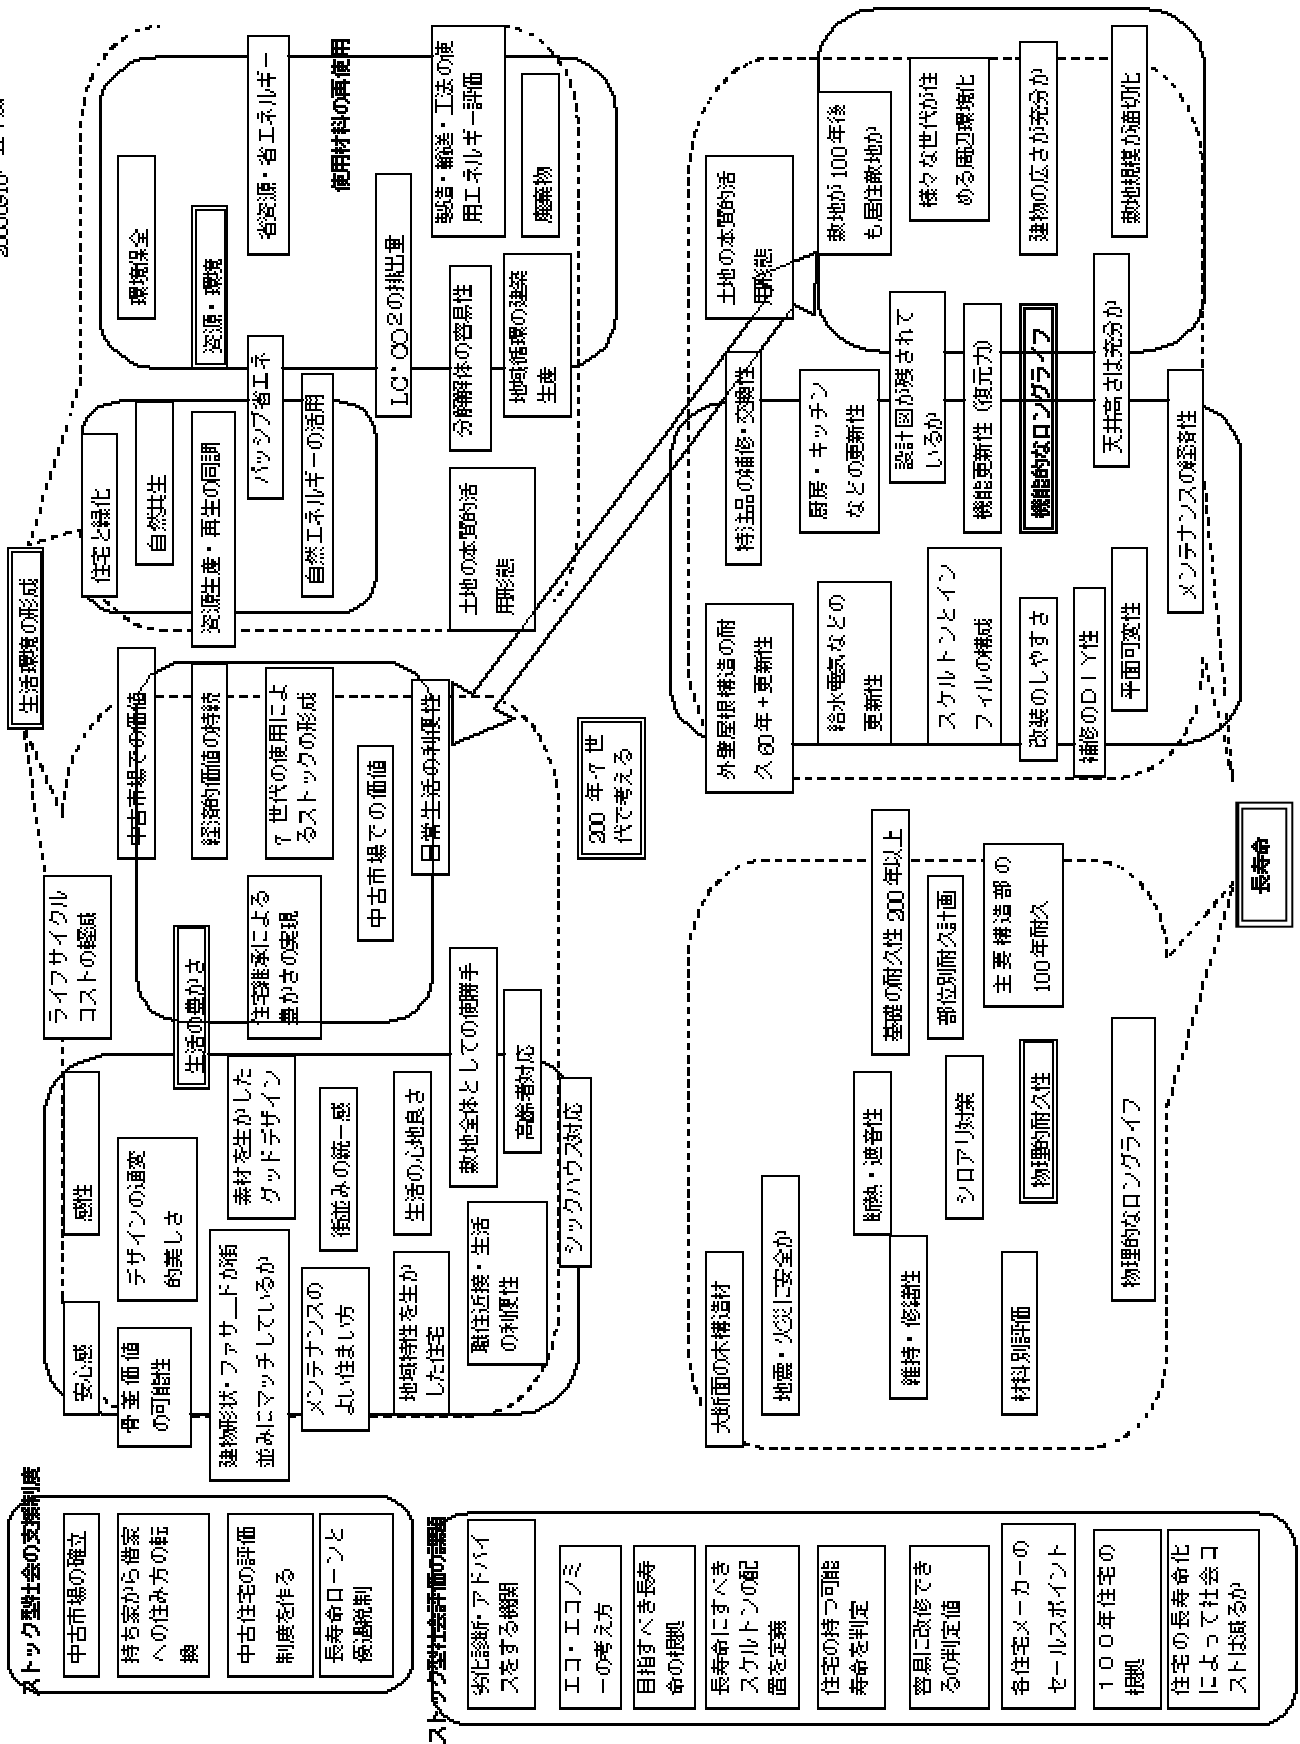 ストック型社会の支援制度
中古市場の確立
持ち家から借家
への住み方の転
換
中古住宅の評価
制度を作る
長寿命ローンと
優遇税制
ストック型社会評価の課題
劣化診断・アドバイ
スをする機関
エコ・エコノミ
ーの考え方
目指すべき長寿
命の根拠
長寿命にすべき
スケルトンの配
置を定義
住宅の持つ可能
寿命を判定
容易に改修でき
るの判定値
各住宅メーカーの
セールスポイント
１００年住宅の
根拠
住宅の長寿命化
によって社会コ
ストは減るか
生活環境の形成
ライフサイクル
コストの軽減
安心感
感性
骨董価値
の可能性
デザインの通変
的美しさ
生活の豊かさ
建物形状・ファサードが街
並みにマッチしているか
素材を生かした
グッドデザイン
メンテナンスの
よい住まい方
街並みの統一感
地域特性を生か
した住宅
生活の心地良さ
敷地全体としての使勝手
職住近接・生活
の利便性
高齢者対応
シックハウス対応
中古市場での価値
経済的価値の持続
住宅継承による
豊かさの実現
７世代の使用によ
るストックの形成
中古市場での価値
日常生活の利便性
200年７世
代で考える
住宅と緑化
自然共生
資源生産・再生の同調
パッシブ省エネ
自然エネルギーの活用
環境保全
資源・環境
省資源・省エネルギー
使用材料の再使用
LC・CO2の排出量
製造・輸送・工法の使
用エネルギー評価
分解解体の容易性
地域循環の建築
生産
廃棄物
土地の本質的活
用形態
大断面の木構造材
地震・火災に安全か
断熱・遮音性
維持・修繕性
基礎の耐久性200年以上
部位別耐久計画
シロアリ対策
主要構造部の
100年耐久
物理的耐久性
材料別評価
物理的なロングライフ
長寿命
外壁屋根構造の耐
久60年＋更新性
特注品の補修・交換性
土地の本質的活
用形態
給水電気などの
更新性
厨房・キッチン
などの更新性
敷地が100年後
も居住敷地か
設計図が残されて
いるか
様々な世代が住
める周辺環境化
スケルトンとイン
フィルの構成
機能更新性（復元力）
改装のしやすさ
機能的なロングライフ
建物の広さが充分か
補修のＤＩＹ性
天井高さは充分か
平面可変性
敷地規模が適切化
メンテナンスの経済性